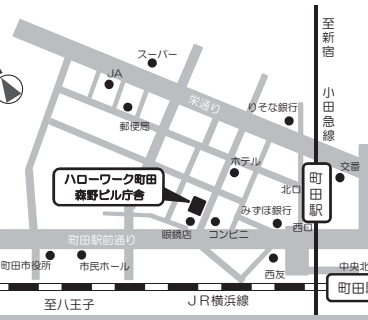 至新宿
小田急線
スーパー
JA
栄通り
りそな銀行
郵便局
ホテル
交番
ハローワーク町田
森野ビル庁舎
北口
町田駅
みずほ銀行
西口
眼鏡店
コンビニ
町田駅前通り
町田市役所
市民ホール
西友
中央北
町田
至八王子
JR横浜線